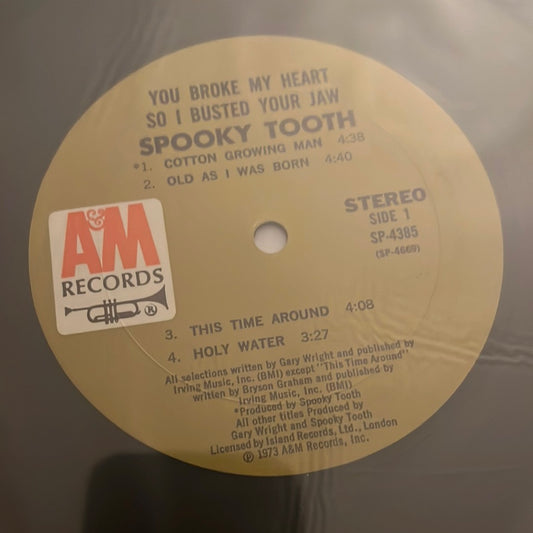 YOU BROKE MY HEART
SO I BUSTED YOUR JAW
SPOOKY TOOTH
*1. COTTON GROWING MAN 4:38
2. OLD AS I WAS BORN 4:40
STEREO
SIDE 1
SP-4385
(SP-4669)
A&M
RECORDS
®
3. THIS TIME AROUND 4:08
4. HOLY WATER 3:27
All selections written by Gary Wright and published by
Irving Music, Inc. (BMI) except "This Time Around"
written by Bryson Graham and published by
Irving Music, Inc. (BMI)
*Produced by Spooky Tooth
All other titles Produced by
Gary Wright and Spooky Tooth
Licensed by Island Records, Ltd., London
℗ 1973 A&M Records, Inc.